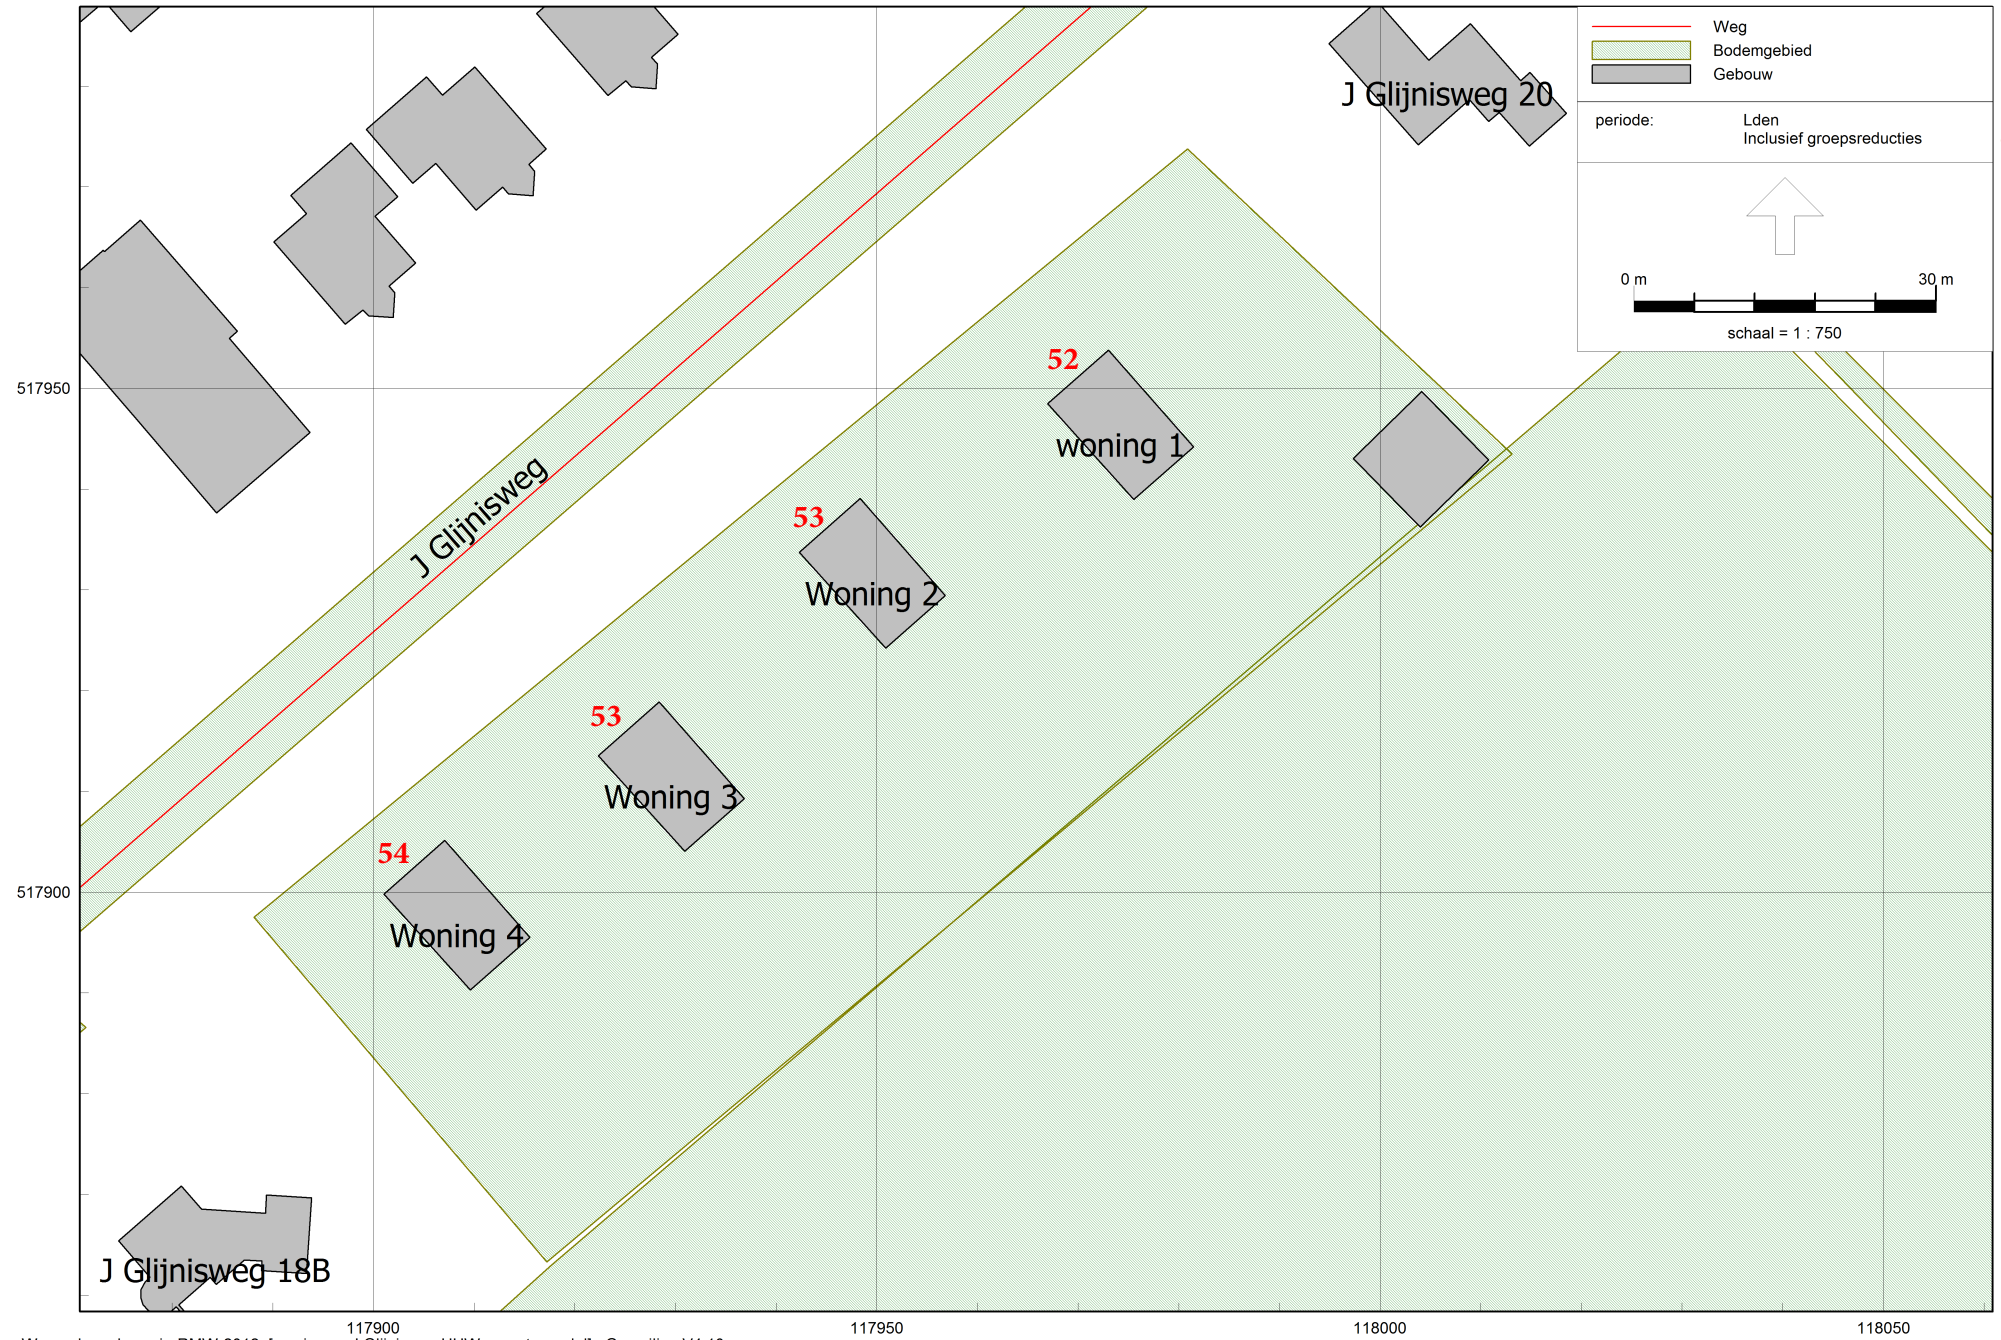 Weg
Bodemgebied
Gebouw
periode: Lden
Inclusief groepsreducties
0 m 30 m
schaal = 1 : 750
J Glijnisweg 20
J Glijnisweg
52
woning 1
53
Woning 2
53
Woning 3
54
Woning 4
J Glijnisweg 18B
517950
517900
117900 117950 118000 118050